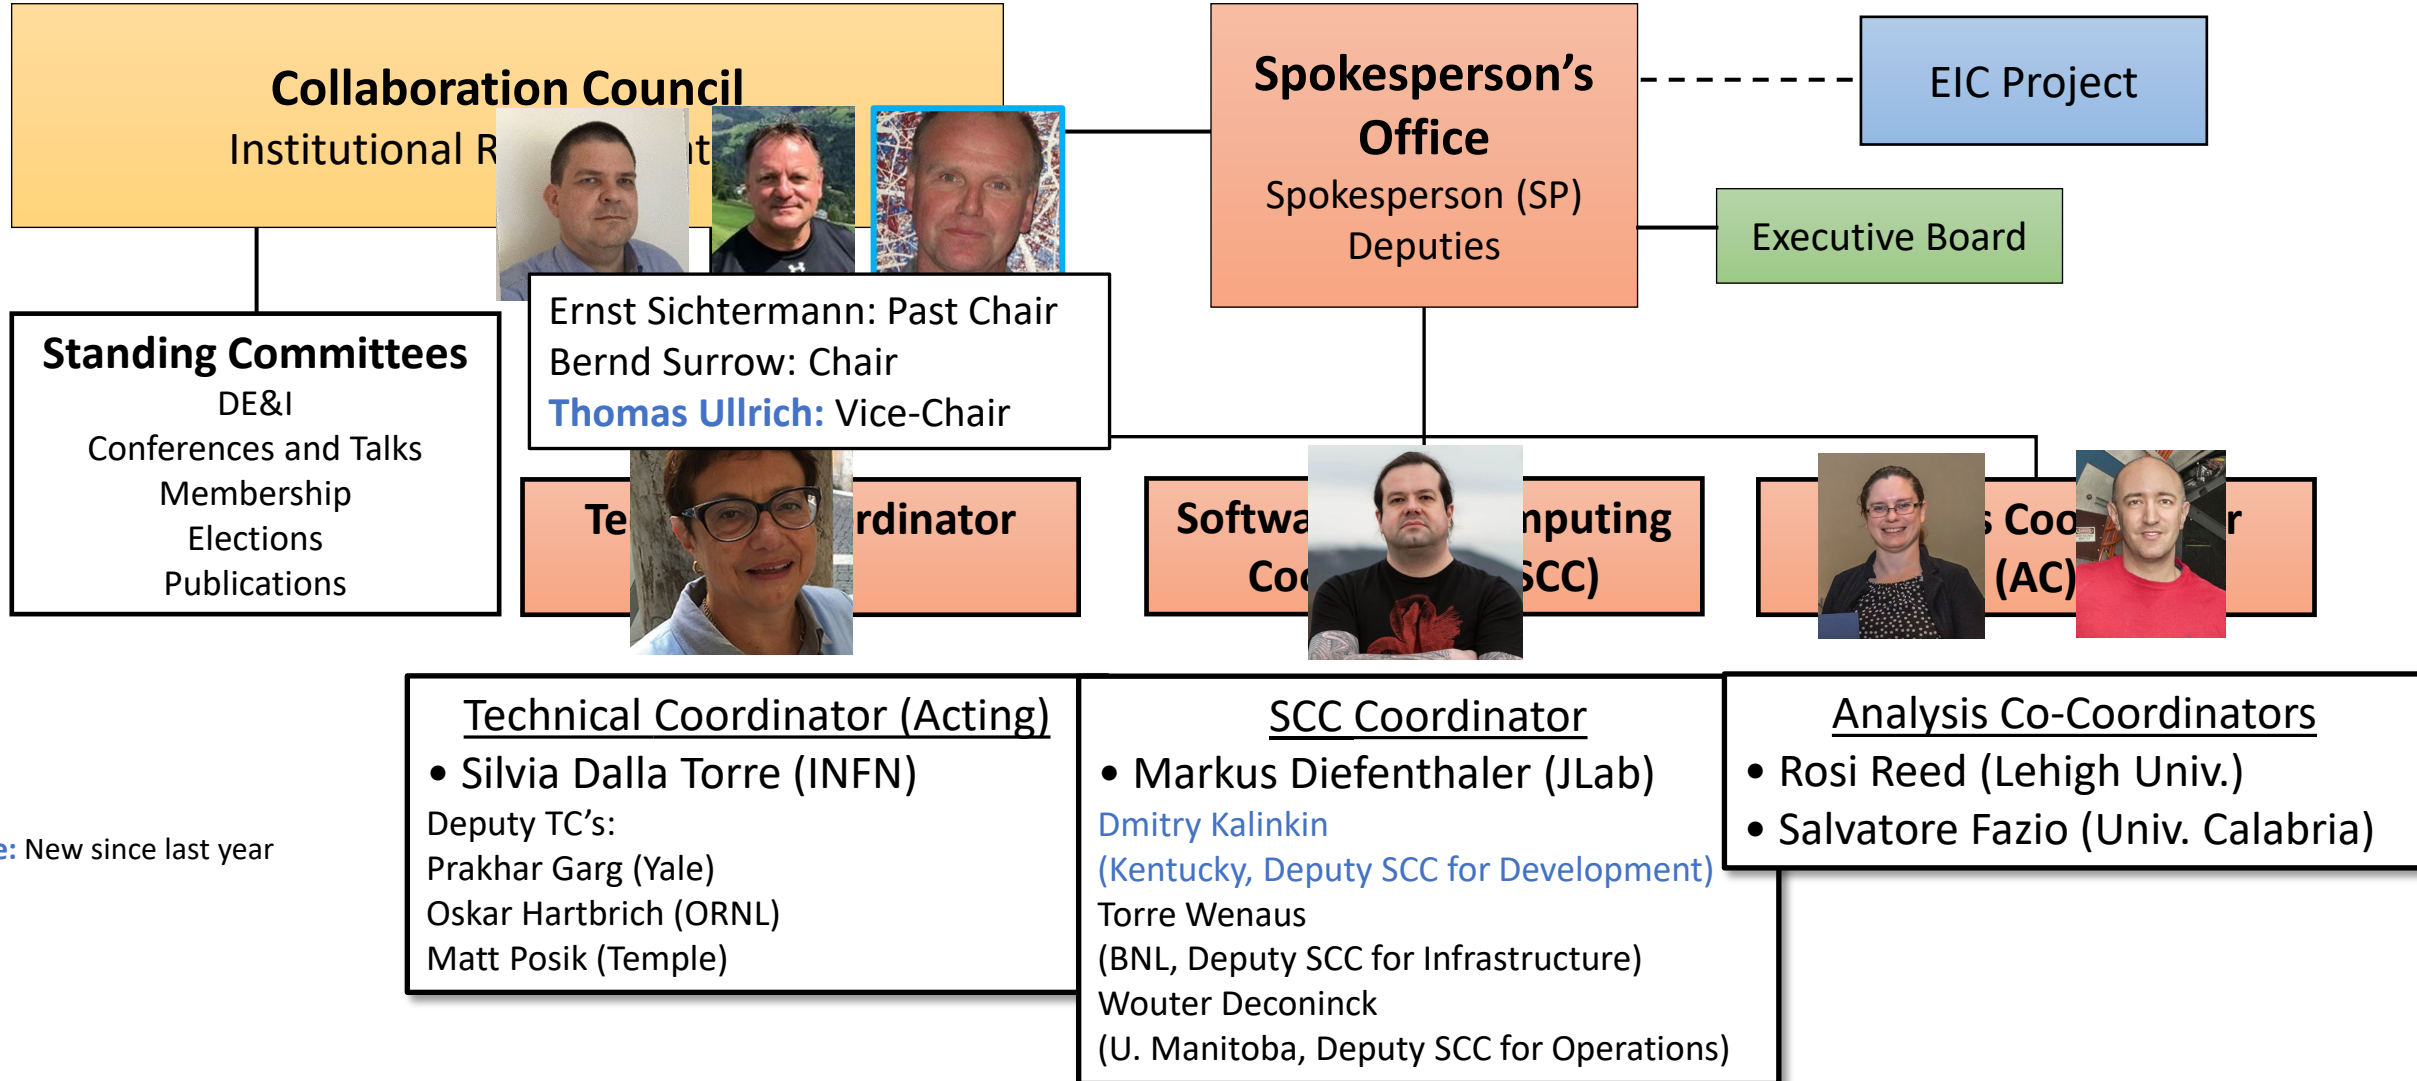 Collaboration Council
Institutional R
Spokesperson's
Office
Spokesperson (SP)
Deputies
EIC Project
Executive Board
Ernst Sichtermann: Past Chair
Bernd Surrow: Chair
Thomas Ullrich: Vice-Chair
Standing Committees
DE&I
Conferences and Talks
Membership
Elections
Publications
Te rdinator
Softwa mputing
Coo SCC)
s Coo r
(AC)
Technical Coordinator (Acting)
• Silvia Dalla Torre (INFN)
Deputy TC's:
Prakhar Garg (Yale)
Oskar Hartbrich (ORNL)
Matt Posik (Temple)
SCC Coordinator
• Markus Diefenthaler (JLab)
Dmitry Kalinkin
(Kentucky, Deputy SCC for Development)
Torre Wenaus
(BNL, Deputy SCC for Infrastructure)
Wouter Deconinck
(U. Manitoba, Deputy SCC for Operations)
Analysis Co-Coordinators
• Rosi Reed (Lehigh Univ.)
• Salvatore Fazio (Univ. Calabria)
e: New since last year